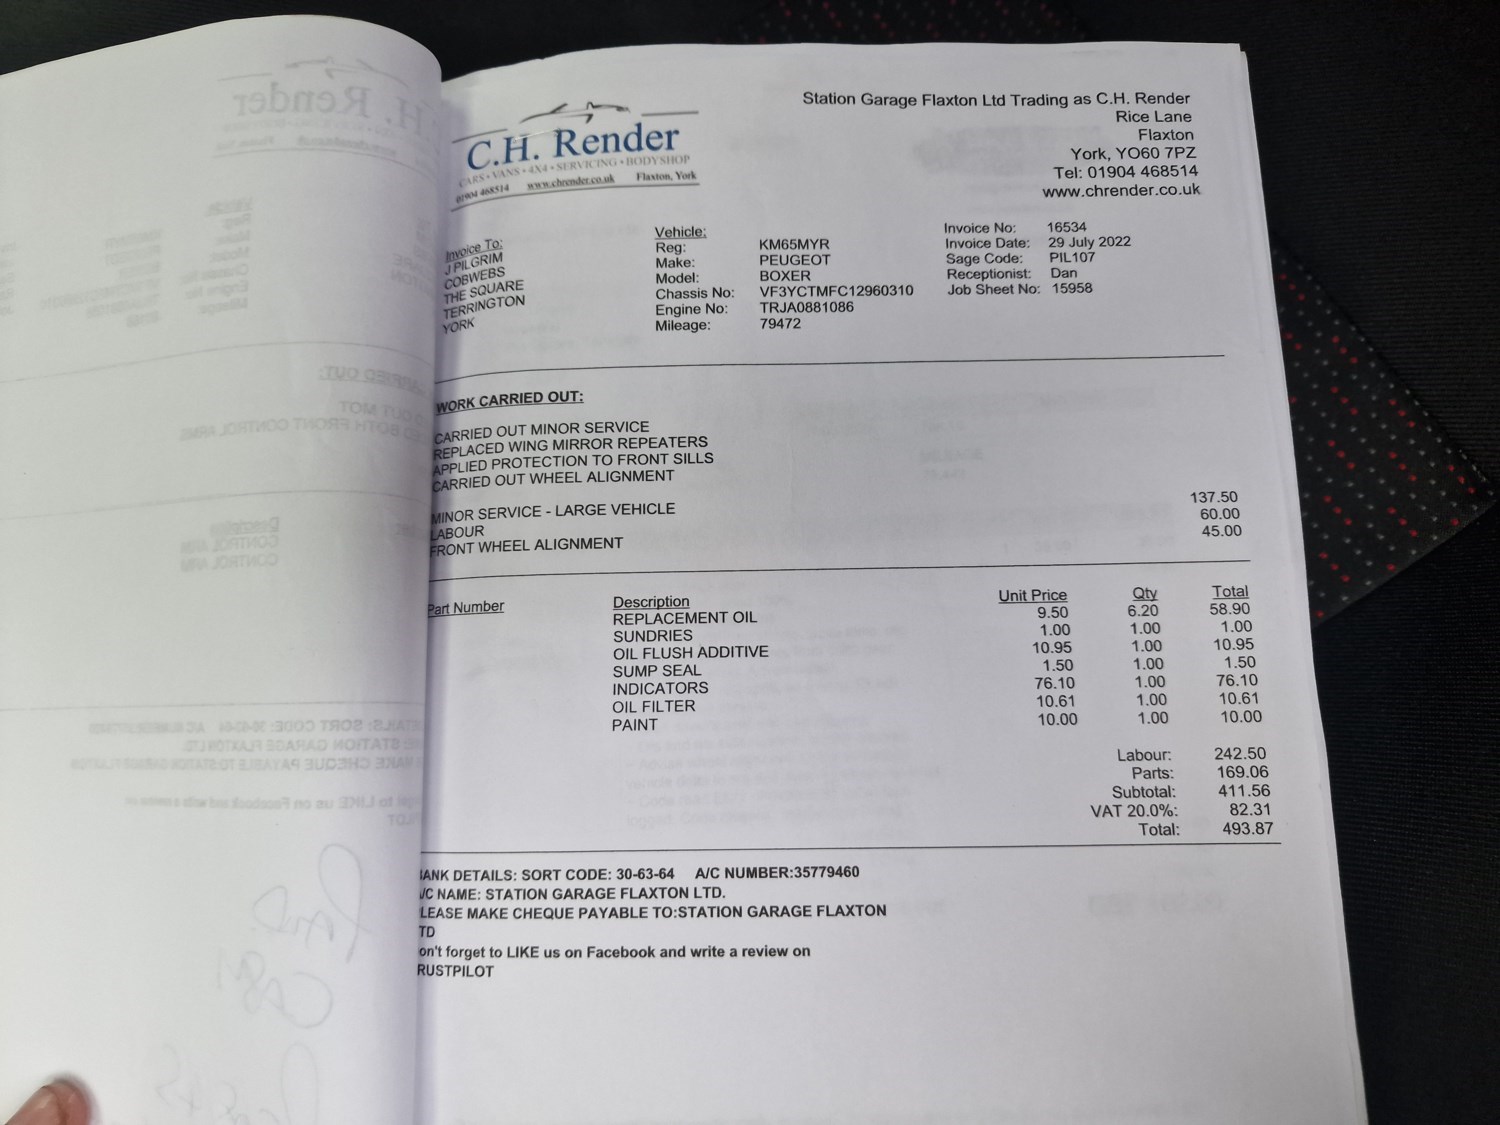 C.H. Render
CARS • VANS • 4X4 • SERVICING • BODYSHOP
01904 468514 www.chrender.co.uk Flaxton, York
Station Garage Flaxton Ltd Trading as C.H. Render
Rice Lane
Flaxton
York, YO60 7PZ
Tel: 01904 468514
www.chrender.co.uk
Invoice To:
J PILGRIM
COBWEBS
THE SQUARE
TERRINGTON
YORK
Vehicle:
Reg: KM65MYR
Make: PEUGEOT
Model: BOXER
Chassis No: VF3YCTMFC12960310
Engine No: TRJA0881086
Mileage: 79472
Invoice No: 16534
Invoice Date: 29 July 2022
Sage Code: PIL107
Receptionist: Dan
Job Sheet No: 15958
WORK CARRIED OUT:
CARRIED OUT MINOR SERVICE
REPLACED WING MIRROR REPEATERS
APPLIED PROTECTION TO FRONT SILLS
CARRIED OUT WHEEL ALIGNMENT
MINOR SERVICE - LARGE VEHICLE 137.50
LABOUR 60.00
FRONT WHEEL ALIGNMENT 45.00
Part Number Description Unit Price Qty Total
REPLACEMENT OIL 9.50 6.20 58.90
SUNDRIES 1.00 1.00 1.00
OIL FLUSH ADDITIVE 10.95 1.00 10.95
SUMP SEAL 1.50 1.00 1.50
INDICATORS 76.10 1.00 76.10
OIL FILTER 10.61 1.00 10.61
PAINT 10.00 1.00 10.00
Labour: 242.50
Parts: 169.06
Subtotal: 411.56
VAT 20.0%: 82.31
Total: 493.87
ANK DETAILS: SORT CODE: 30-63-64 A/C NUMBER:35779460
/C NAME: STATION GARAGE FLAXTON LTD.
LEASE MAKE CHEQUE PAYABLE TO:STATION GARAGE FLAXTON
TD
on't forget to LIKE us on Facebook and write a review on
RUSTPILOT